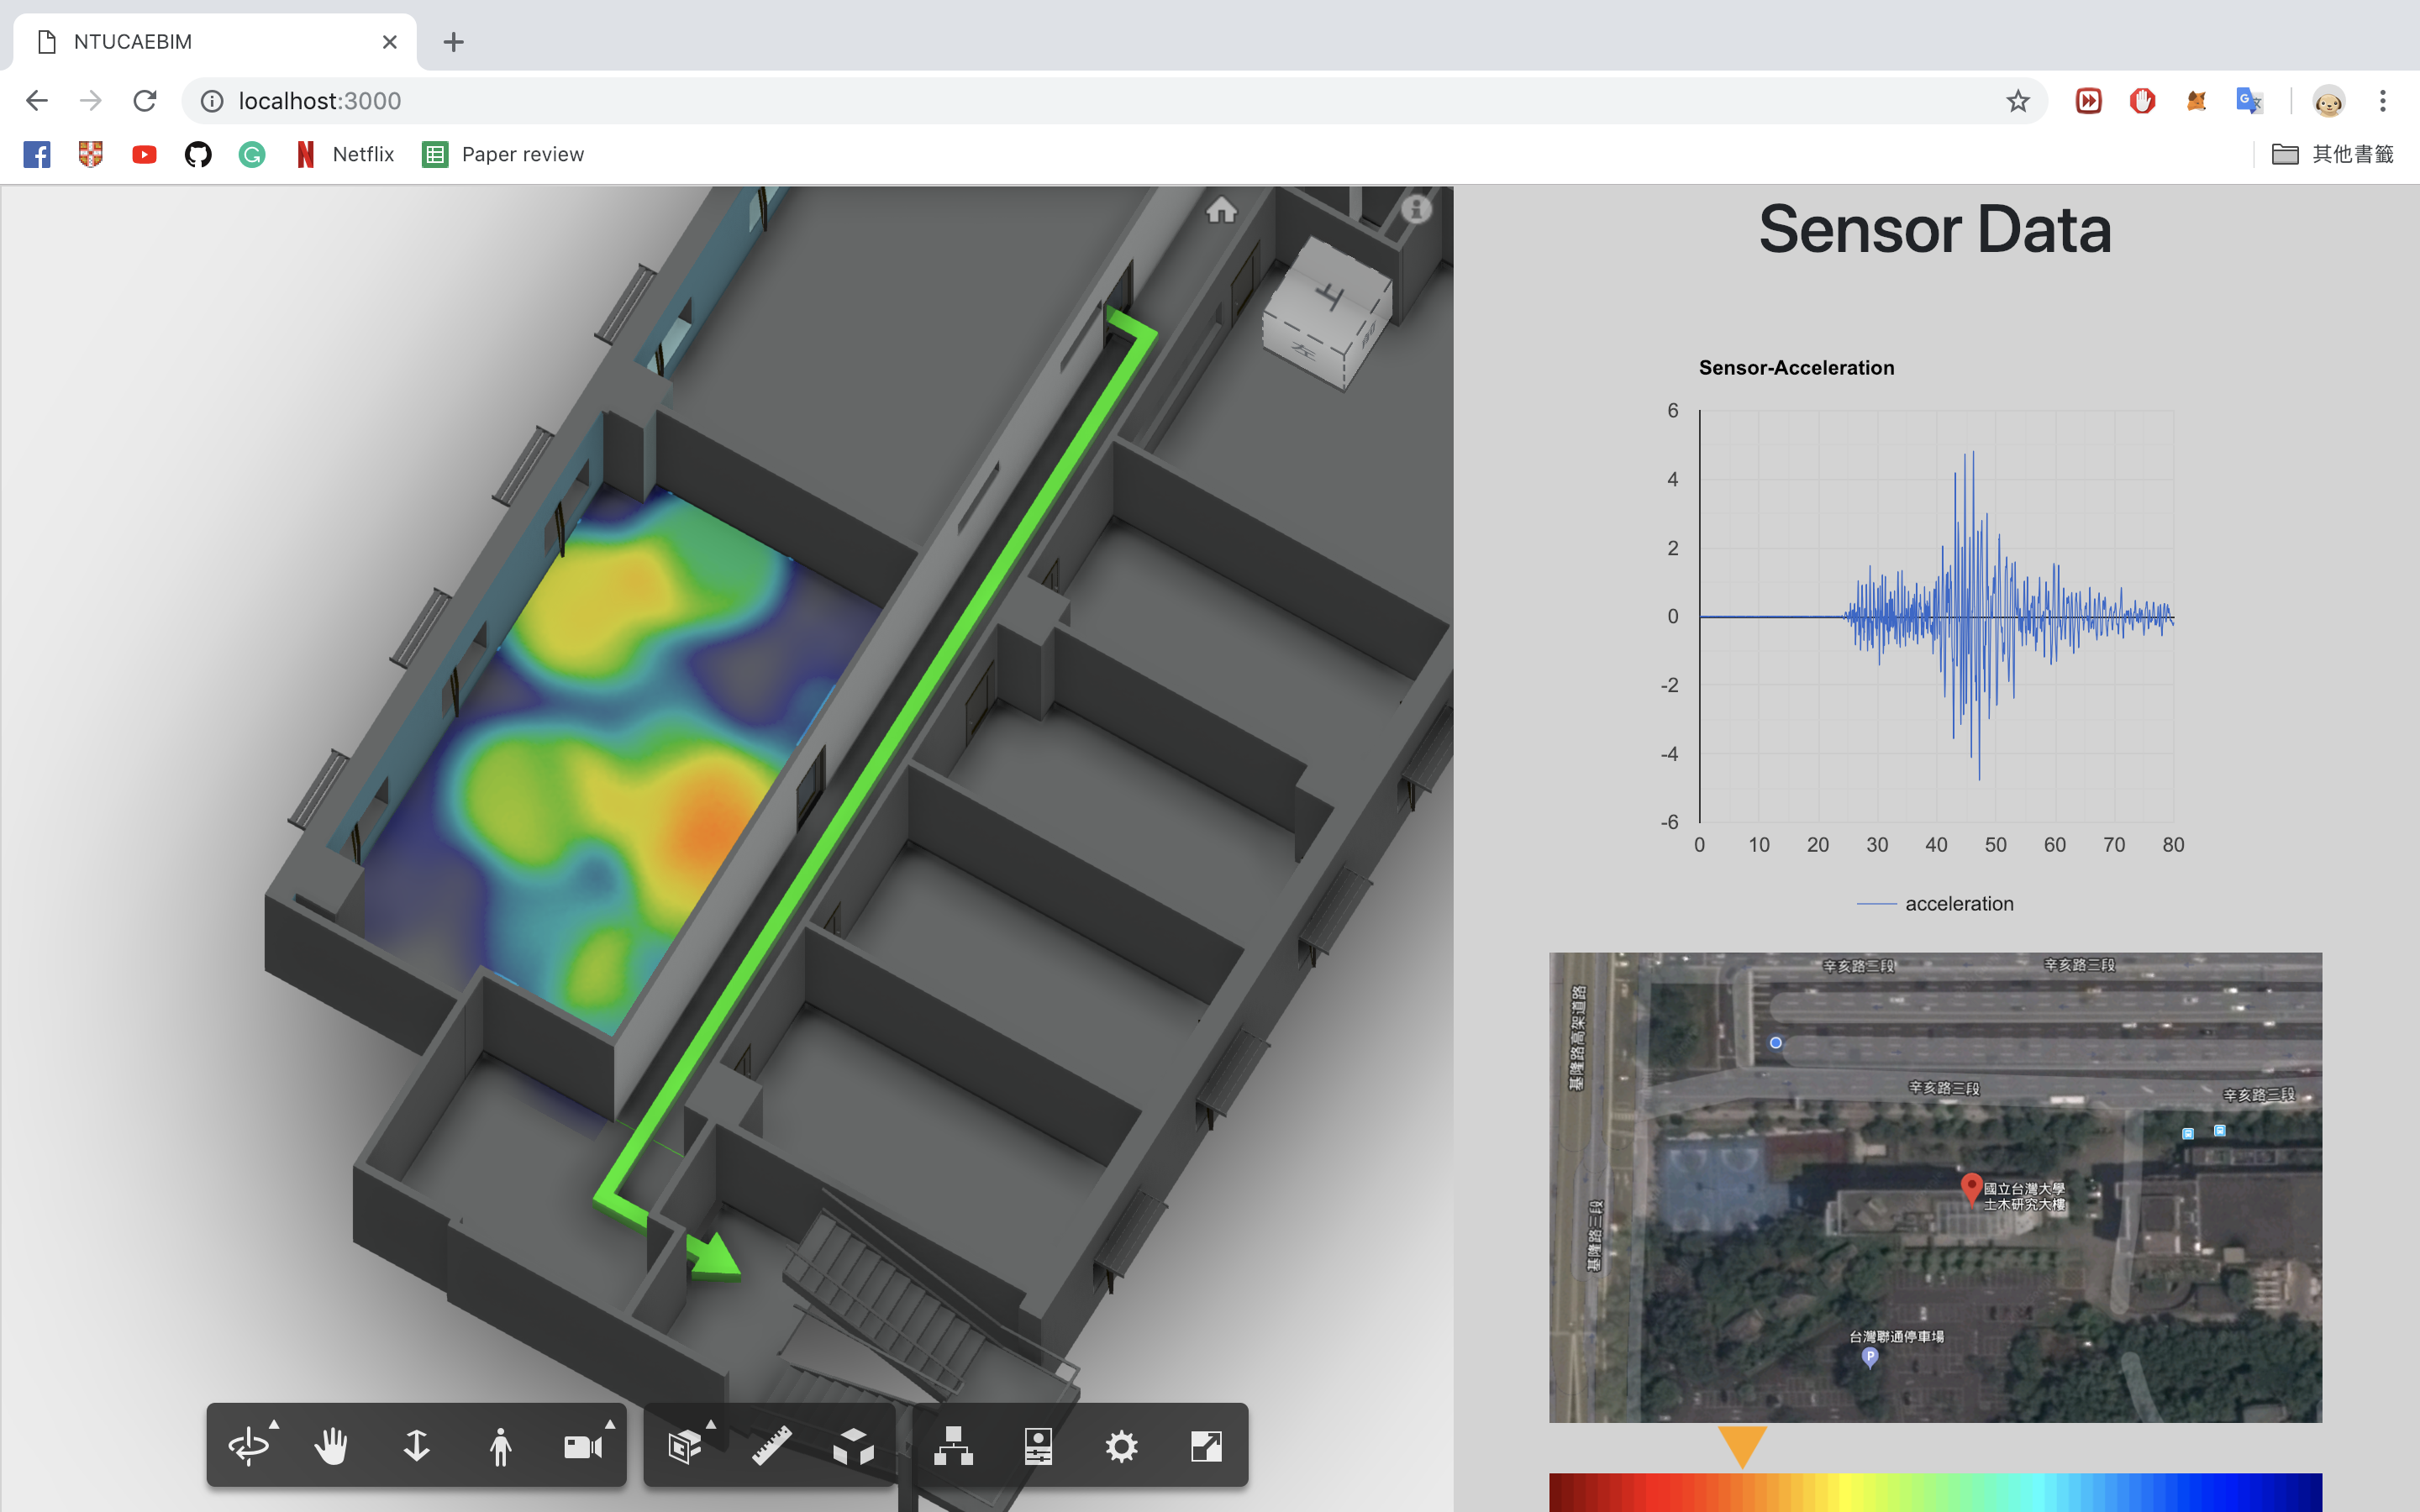 NTUCAEBIM
localhost:3000
Netflix
Paper review
其他書籤
上
左
前
Sensor Data
Sensor-Acceleration
6
4
2
0
-2
-4
-6
0 10 20 30 40 50 60 70 80
acceleration
辛亥路三段
辛亥路三段
基隆路高架道路
辛亥路三段
辛亥路三段
國立台灣大學
土木研究大樓
基隆路三段
台灣聯通停車場
P